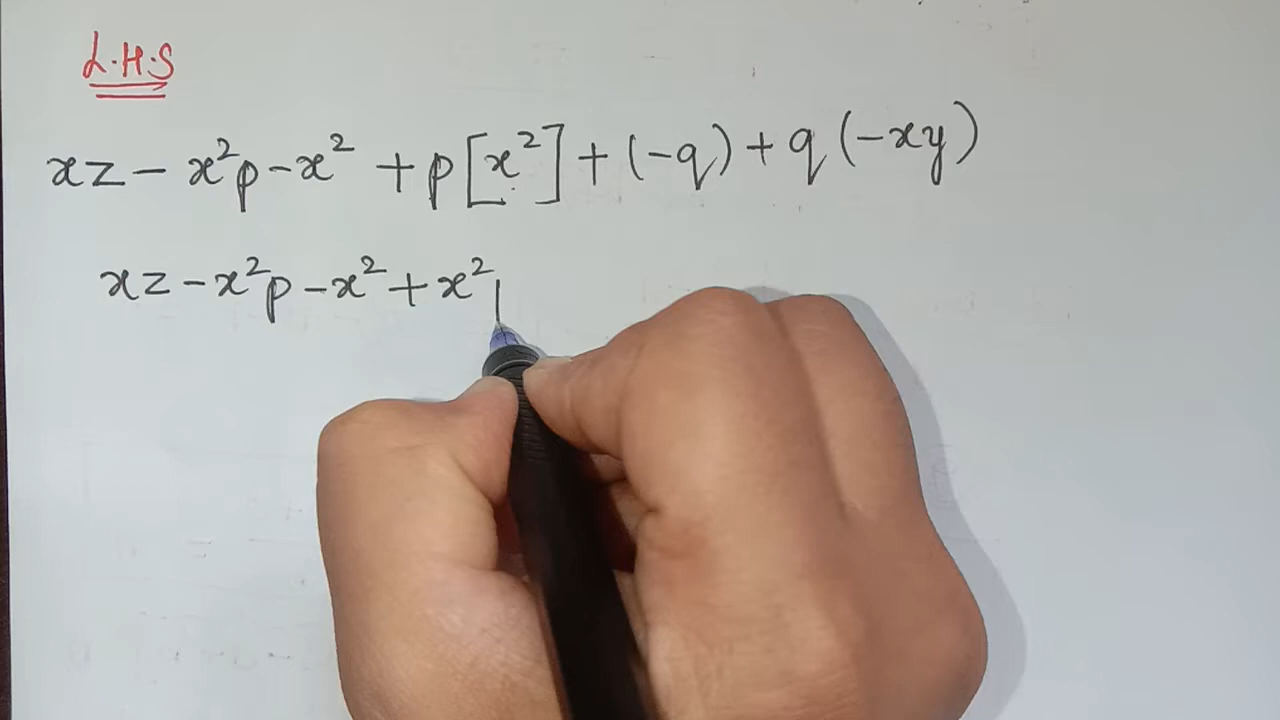 L.H.S
xz - x²p - x² + p[x²] + (-q) + q(-xy)
xz - x²p - x² + x²